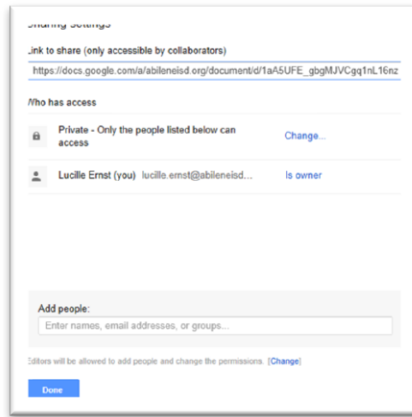 Sharing settings
Link to share (only accessible by collaborators)
https://docs.google.com/a/abileneisd.org/document/d/1aA5UFE_gbgMJVCgq1nL16nz
Who has access
Private - Only the people listed below can
access
Change...
Lucille Ernst (you) lucille.ernst@abileneisd... Is owner
Add people:
Enter names, email addresses, or groups...
Editors will be allowed to add people and change the permissions. [Change]
Done